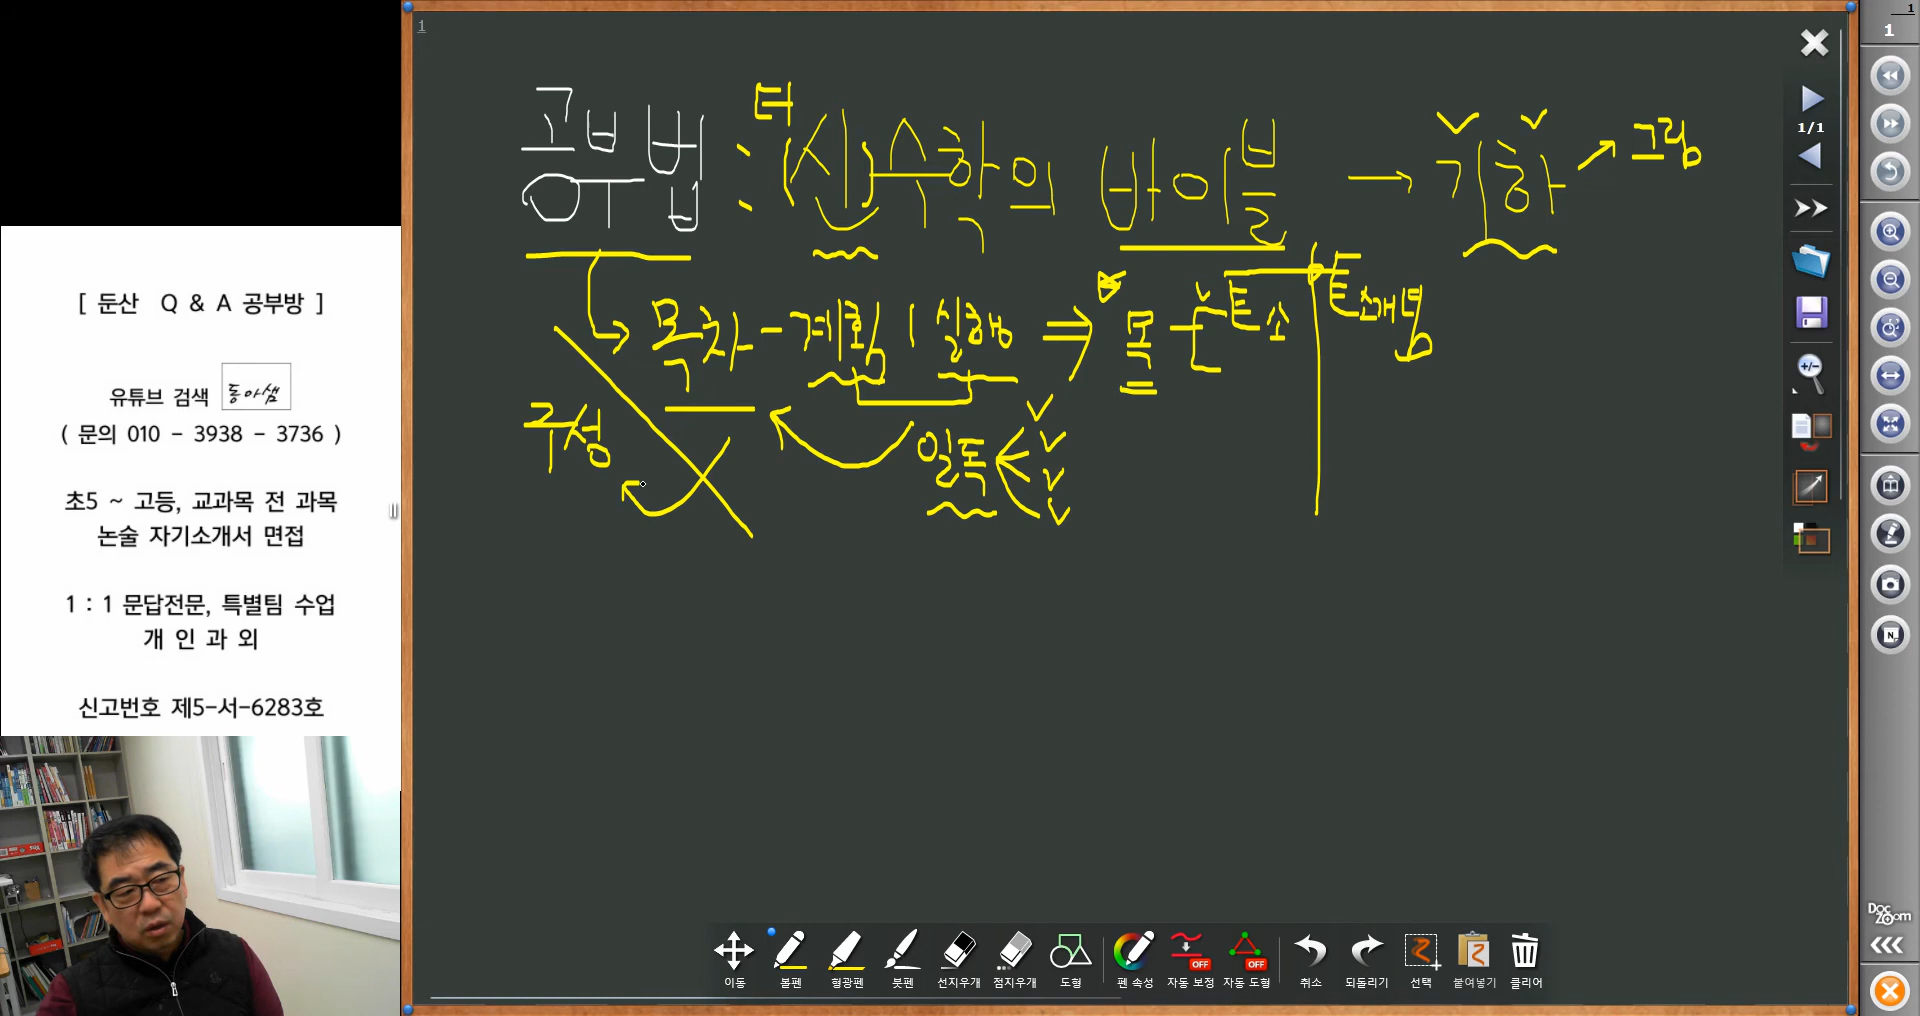 [ 둔산 Q & A 공부방 ]
유튜브 검색 동아샘
( 문의 010 - 3938 - 3736 )
초5 ~ 고등, 교과목 전 과목
논술 자기소개서 면접
1 : 1 문답전문, 특별팀 수업
개 인 과 외
신고번호 제5-서-6283호
1
공부법 : (신)수학의 바이블 → 기하 → 그림
목차 - 계획, 실행 ⇒ 목
구성
일독
1
1
1/1
Doc Zoom
이동
볼펜
형광펜
붓펜
선지우개
점지우개
도형
펜 속성
OFF
자동 보정
OFF
자동 도형
취소
되돌리기
선택
붙여넣기
클리어